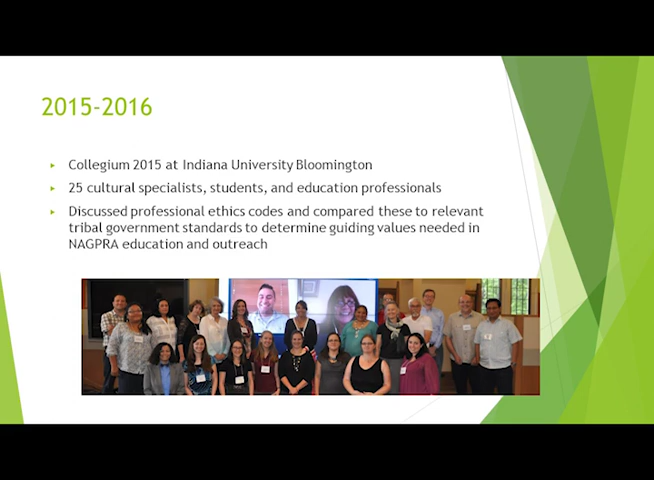 2015-2016
Collegium 2015 at Indiana University Bloomington
25 cultural specialists, students, and education professionals
Discussed professional ethics codes and compared these to relevant
tribal government standards to determine guiding values needed in
NAGPRA education and outreach